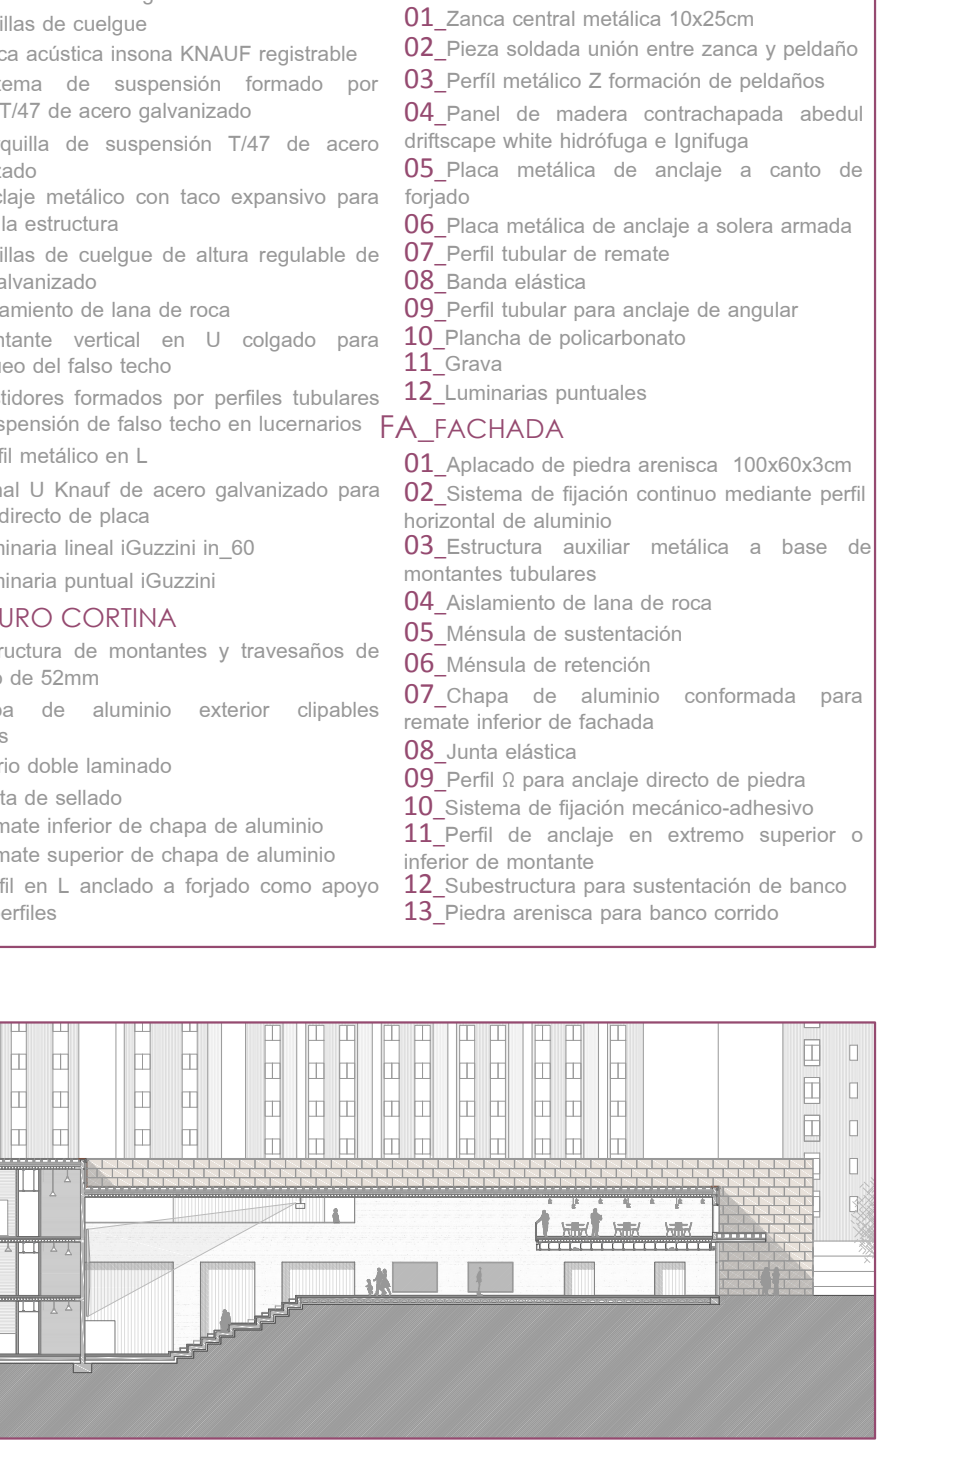 illas de cuelgue
ca acústica insona KNAUF registrable
tema de suspensión formado por
T/47 de acero galvanizado
quilla de suspensión T/47 de acero
zado
claje metálico con taco expansivo para
la estructura
illas de cuelgue de altura regulable de
alvanizado
amiento de lana de roca
ntante vertical en U colgado para
ueo del falso techo
tidores formados por perfiles tubulares
spensión de falso techo en lucernarios
fil metálico en L
nal U Knauf de acero galvanizado para
directo de placa
minaria lineal iGuzzini in_60
minaria puntual iGuzzini
URO CORTINA
ructura de montantes y travesaños de
o de 52mm
pa de aluminio exterior clipables
s
rio doble laminado
ta de sellado
mate inferior de chapa de aluminio
mate superior de chapa de aluminio
fil en L anclado a forjado como apoyo
erfiles
01_Zanca central metálica 10x25cm
02_Pieza soldada unión entre zanca y peldaño
03_Perfíl metálico Z formación de peldaños
04_Panel de madera contrachapada abedul
driftscape white hidrófuga e Ignifuga
05_Placa metálica de anclaje a canto de
forjado
06_Placa metálica de anclaje a solera armada
07_Perfil tubular de remate
08_Banda elástica
09_Perfil tubular para anclaje de angular
10_Plancha de policarbonato
11_Grava
12_Luminarias puntuales
FA_FACHADA
01_Aplacado de piedra arenisca 100x60x3cm
02_Sistema de fijación continuo mediante perfil
horizontal de aluminio
03_Estructura auxiliar metálica a base de
montantes tubulares
04_Aislamiento de lana de roca
05_Ménsula de sustentación
06_Ménsula de retención
07_Chapa de aluminio conformada para
remate inferior de fachada
08_Junta elástica
09_Perfil Ω para anclaje directo de piedra
10_Sistema de fijación mecánico-adhesivo
11_Perfil de anclaje en extremo superior o
inferior de montante
12_Subestructura para sustentación de banco
13_Piedra arenisca para banco corrido